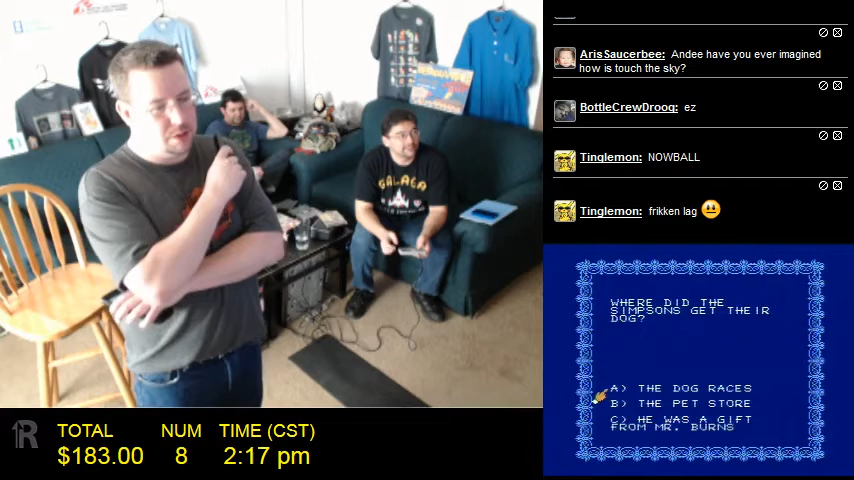 GALAGA
ArisSaucerbee: Andee have you ever imagined
how is touch the sky?
BottleCrewDrooq: ez
Tinglemon: NOWBALL
Tinglemon: frikken lag
WHERE DID THE
SIMPSONS GET THEIR
DOG?
A) THE DOG RACES
B) THE PET STORE
C) HE WAS A GIFT
FROM MR. BURNS
R
TOTAL NUM TIME (CST)
$183.00 8 2:17 pm